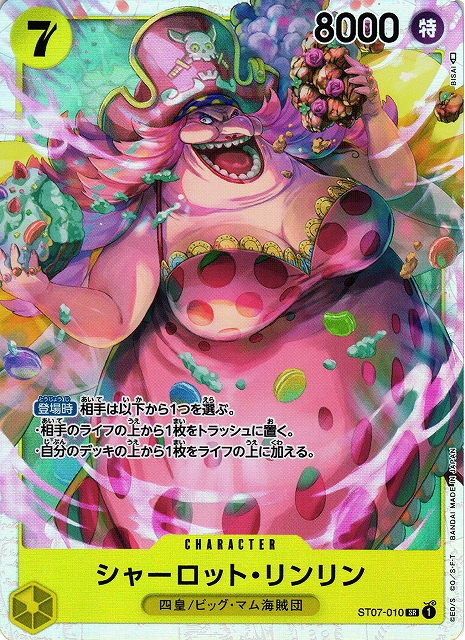 7
8000 特
BISAI
登場時 相手は以下から1つを選ぶ。
・相手のライフの上から1枚をトラッシュに置く。
・自分のデッキの上から1枚をライフの上に加える。
CHARACTER
シャーロット・リンリン
四皇/ビッグ・マム海賊団
ST07-010 SR 1
©E.O/S ©O/S・F・T BANDAI MADE IN JAPAN